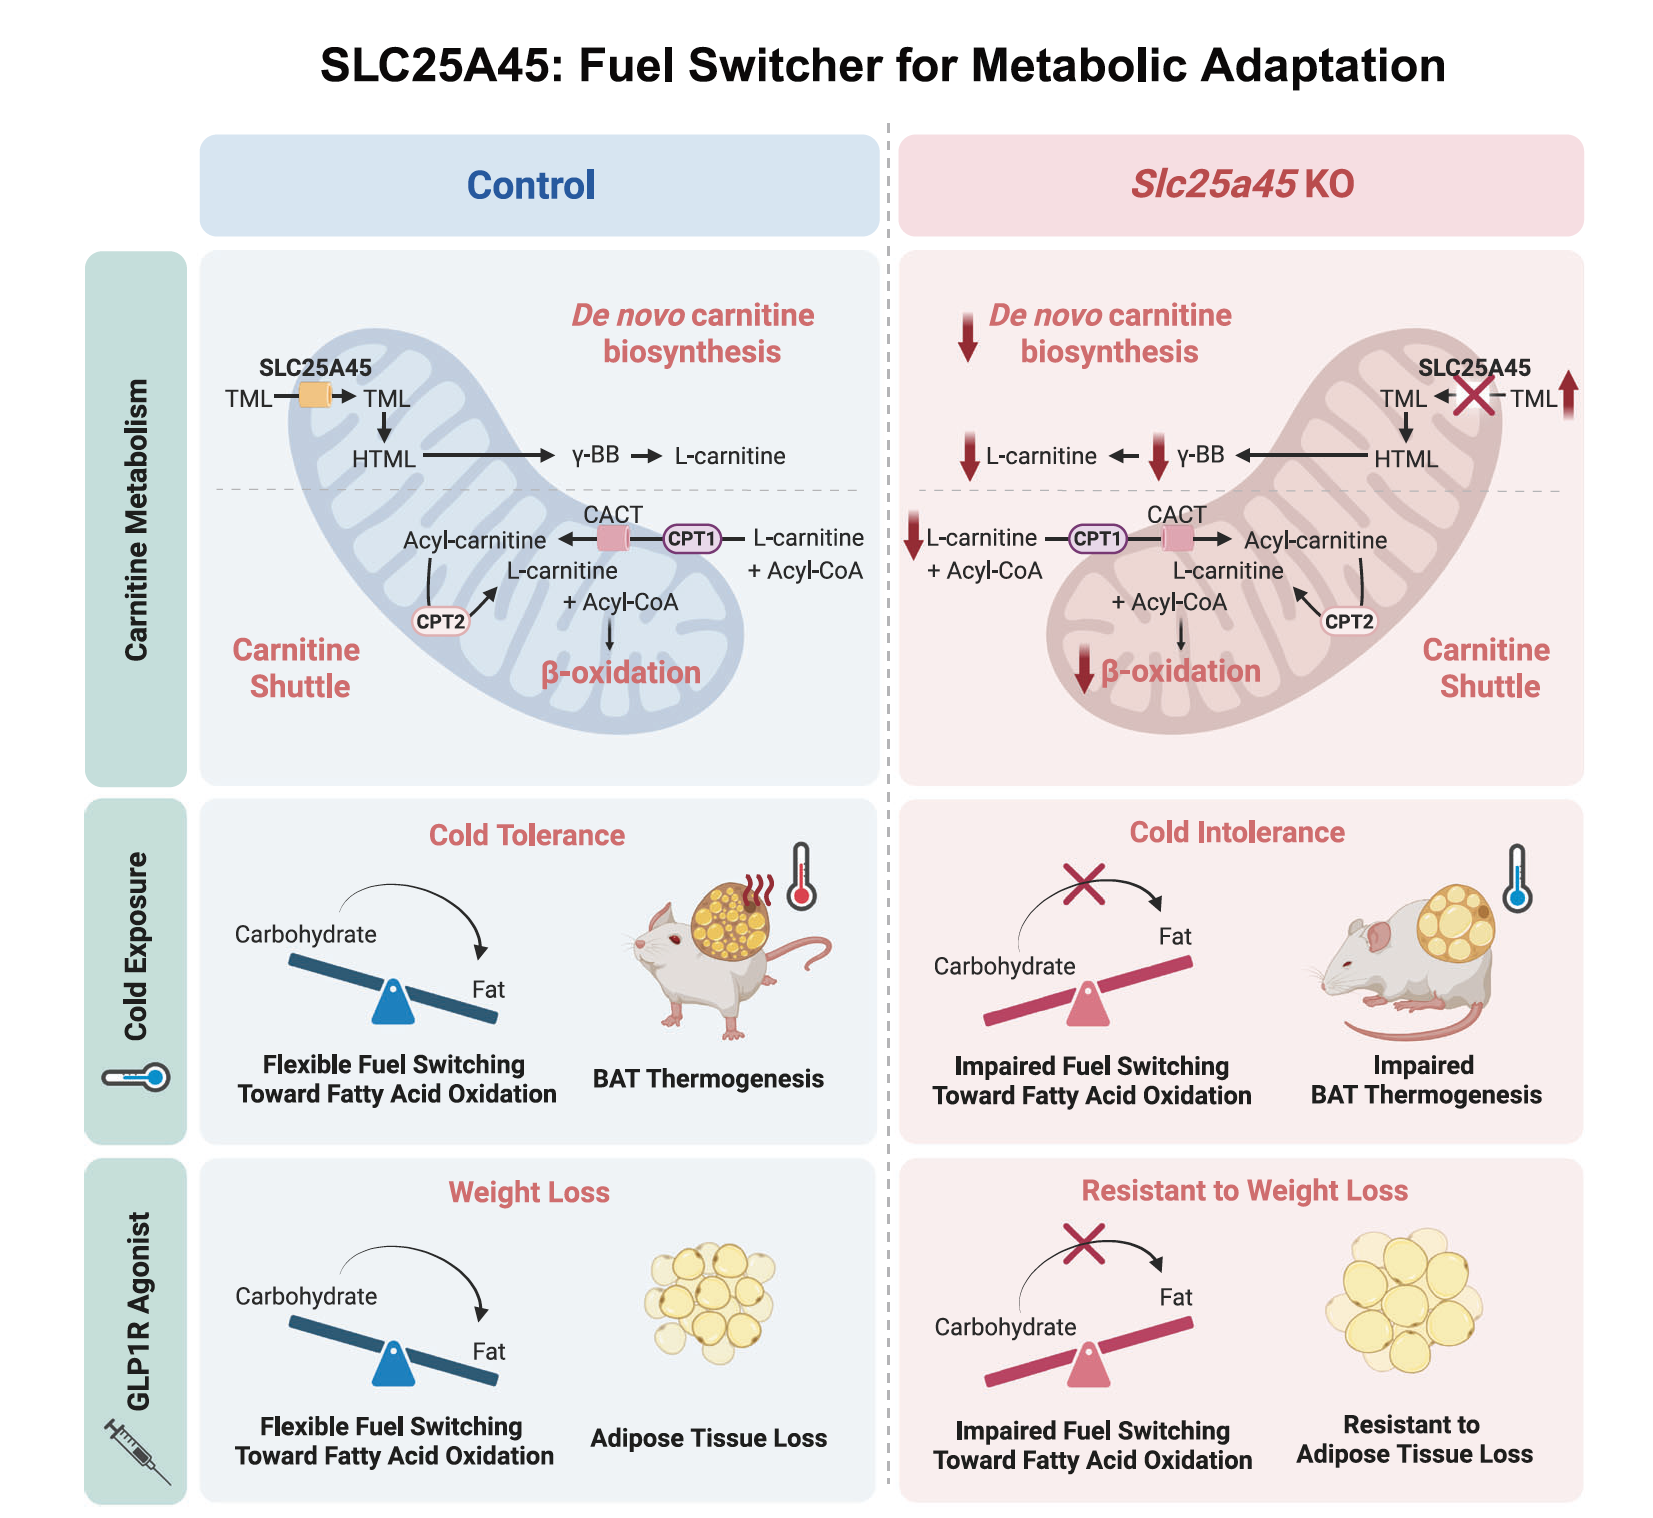 SLC25A45: Fuel Switcher for Metabolic Adaptation
Control
Slc25a45 KO
Carnitine Metabolism
De novo carnitine
biosynthesis
SLC25A45
TML
TML
HTML
γ-BB
L-carnitine
CACT
Acyl-carnitine
CPT1
L-carnitine
+ Acyl-CoA
L-carnitine
+ Acyl-CoA
CPT2
Carnitine
Shuttle
β-oxidation
De novo carnitine
biosynthesis
SLC25A45
TML
TML
L-carnitine
γ-BB
HTML
CACT
L-carnitine
+ Acyl-CoA
CPT1
Acyl-carnitine
L-carnitine
+ Acyl-CoA
CPT2
β-oxidation
Carnitine
Shuttle
Cold Exposure
Cold Tolerance
Carbohydrate
Fat
Flexible Fuel Switching
Toward Fatty Acid Oxidation
BAT Thermogenesis
Cold Intolerance
Fat
Carbohydrate
Impaired Fuel Switching
Toward Fatty Acid Oxidation
Impaired
BAT Thermogenesis
GLP1R Agonist
Weight Loss
Carbohydrate
Fat
Flexible Fuel Switching
Toward Fatty Acid Oxidation
Adipose Tissue Loss
Resistant to Weight Loss
Fat
Carbohydrate
Impaired Fuel Switching
Toward Fatty Acid Oxidation
Resistant to
Adipose Tissue Loss